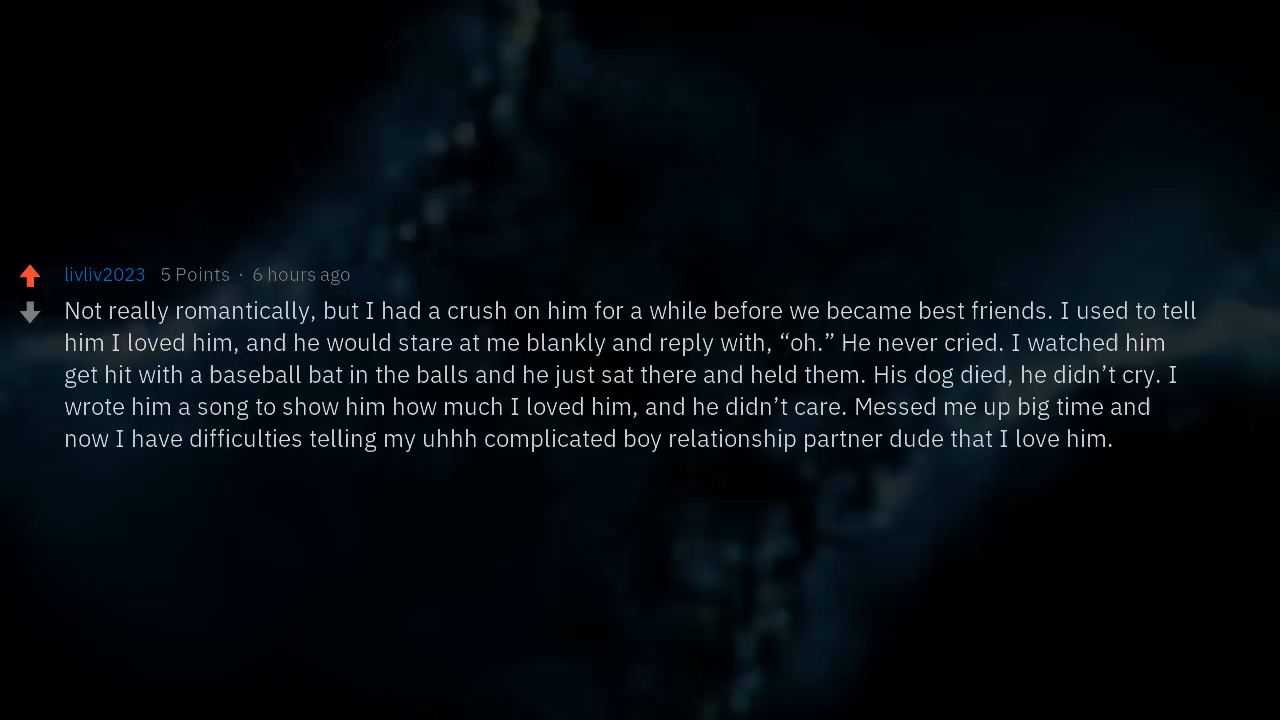 livliv2023 5 Points · 6 hours ago
Not really romantically, but I had a crush on him for a while before we became best friends. I used to tell
him I loved him, and he would stare at me blankly and reply with, “oh.” He never cried. I watched him
get hit with a baseball bat in the balls and he just sat there and held them. His dog died, he didn’t cry. I
wrote him a song to show him how much I loved him, and he didn’t care. Messed me up big time and
now I have difficulties telling my uhhh complicated boy relationship partner dude that I love him.